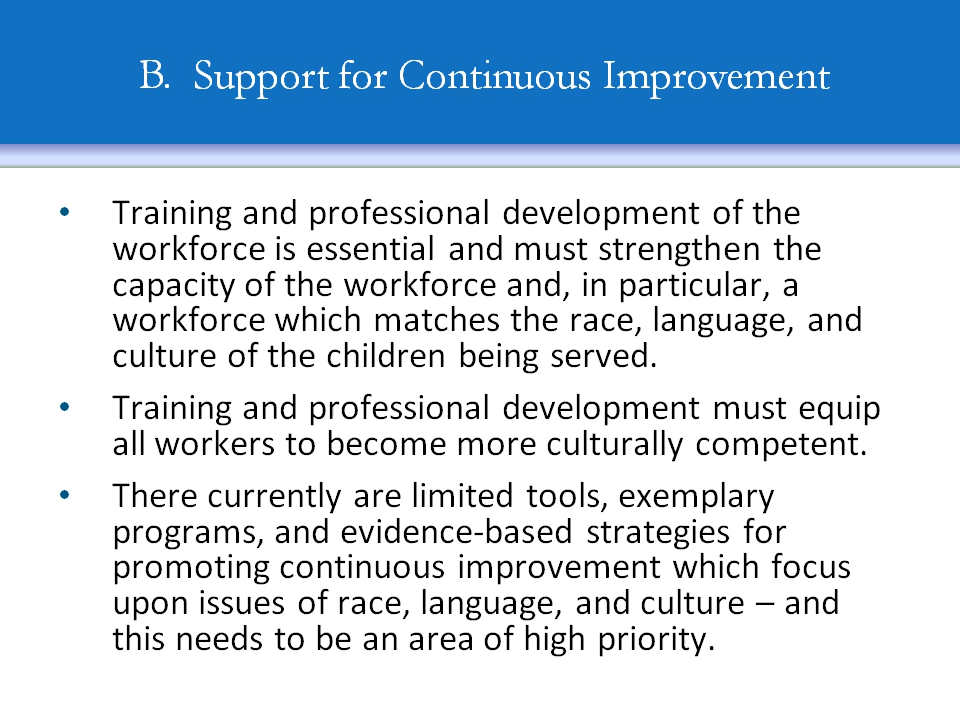 B. Support for Continuous Improvement
• Training and professional development of the
workforce is essential and must strengthen the
capacity of the workforce and, in particular, a
workforce which matches the race, language, and
culture of the children being served.
• Training and professional development must equip
all workers to become more culturally competent.
• There currently are limited tools, exemplary
programs, and evidence-based strategies for
promoting continuous improvement which focus
upon issues of race, language, and culture – and
this needs to be an area of high priority.